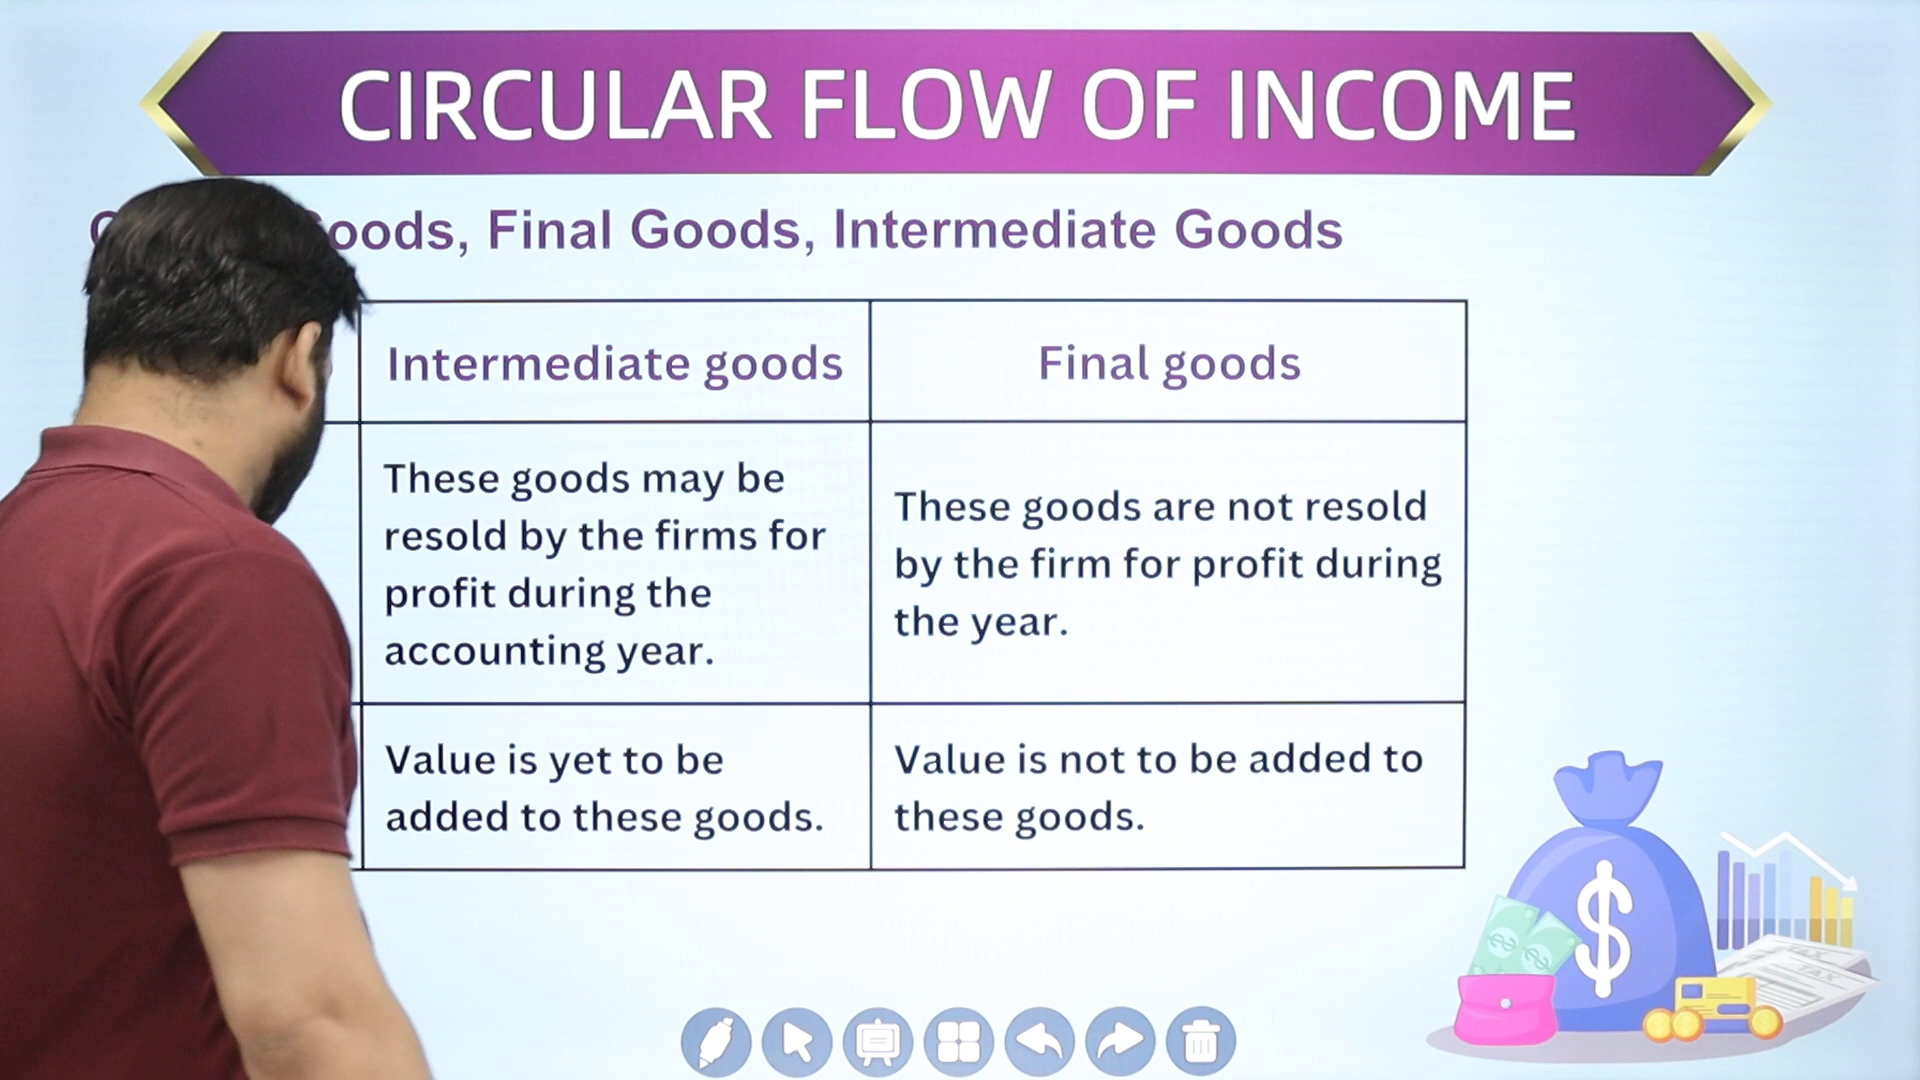 CIRCULAR FLOW OF INCOME
Final Goods, Intermediate Goods
Intermediate goods
Final goods
These goods may be
resold by the firms for
profit during the
accounting year.
These goods are not resold
by the firm for profit during
the year.
Value is yet to be
added to these goods.
Value is not to be added to
these goods.
$
TAX
TAX